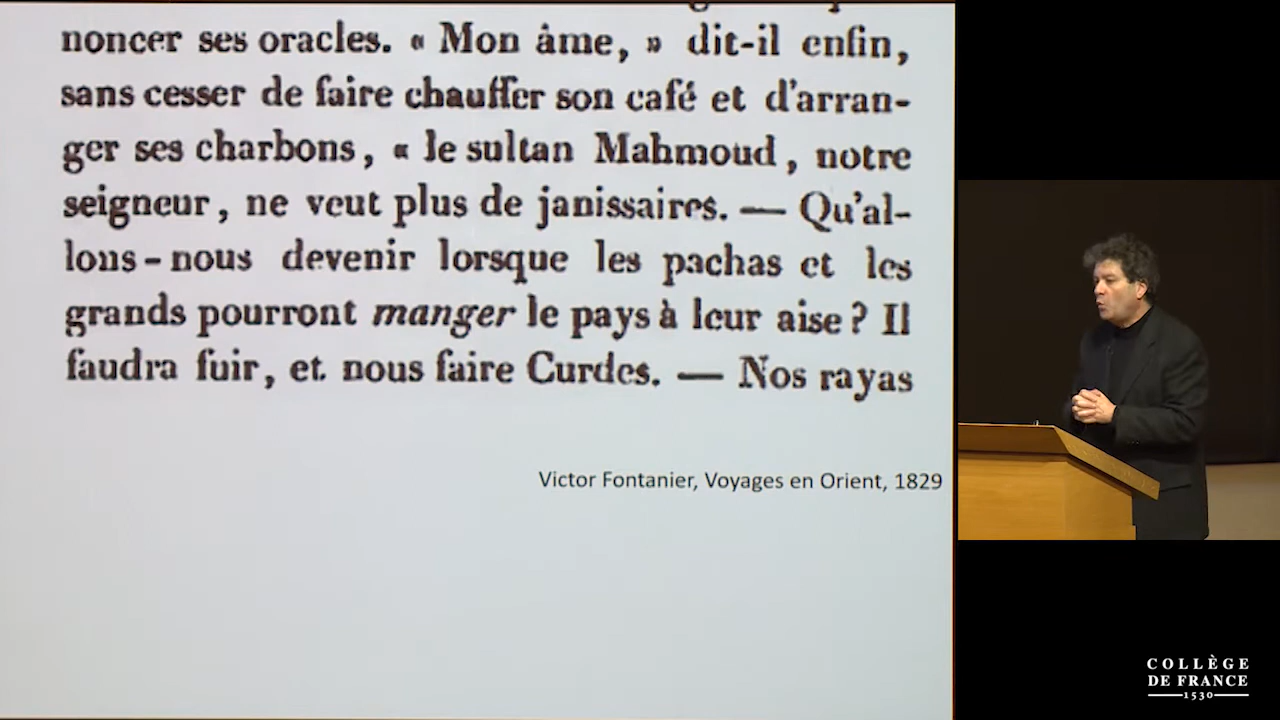 noncer ses oracles. « Mon âme, » dit-il enfin,
sans cesser de faire chauffer son café et d'arran-
ger ses charbons, « le sultan Mahmoud, notre
seigneur, ne veut plus de janissaires. — Qu'al-
lons-nous devenir lorsque les pachas et les
grands pourront manger le pays à leur aise ? Il
faudra fuir, et nous faire Curdes. — Nos rayas
Victor Fontanier, Voyages en Orient, 1829
COLLÈGE
DE FRANCE
1530